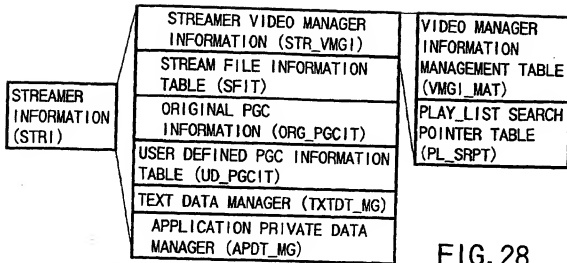 STREAMER
INFORMATION
(STRI)
STREAMER VIDEO MANAGER
INFORMATION (STR_VMGI)
STREAM FILE INFORMATION
TABLE (SFIT)
ORIGINAL PGC
INFORMATION (ORG_PGCIT)
USER DEFINED PGC INFORMATION
TABLE (UD_PGCIT)
TEXT DATA MANAGER (TXTDT_MG)
APPLICATION PRIVATE DATA
MANAGER (APDT_MG)
VIDEO MANAGER
INFORMATION
MANAGEMENT TABLE
(VMGI_MAT)
PLAY_LIST SEARCH
POINTER TABLE
(PL_SRPT)
FIG. 28